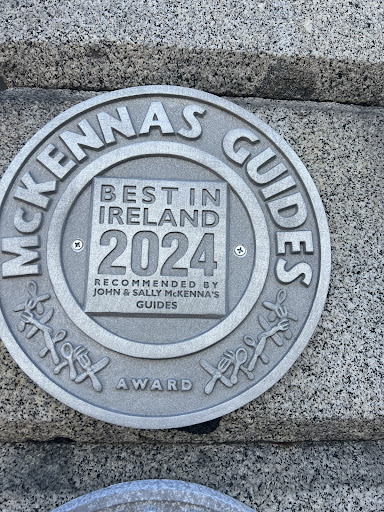 McKENNAS GUIDES
BEST IN
IRELAND
2024
RECOMMENDED BY
JOHN & SALLY McKENNA'S
GUIDES
AWARD